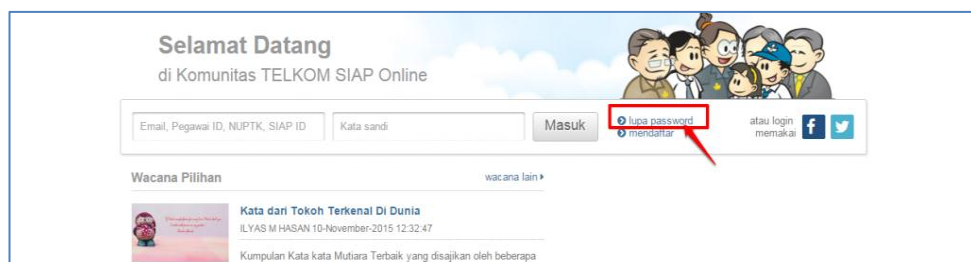 Selamat Datang
di Komunitas TELKOM SIAP Online
Email, Pegawai ID, NUPTK, SIAP ID
Kata sandi
Masuk
lupa password
mendaftar
atau login
memakai
Wacana Pilihan
wacana lain
Kata dari Tokoh Terkenal Di Dunia
ILYAS M HASAN 10-November-2015 12:32:47
Kumpulan Kata kata Mutiara Terbaik yang disajikan oleh beberapa